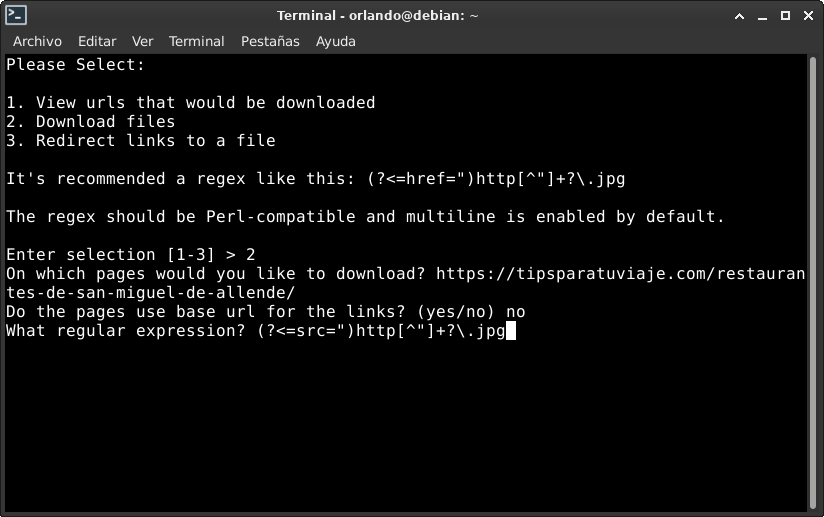 Terminal - orlando@debian: ~
Archivo Editar Ver Terminal Pestañas Ayuda
Please Select:
1. View urls that would be downloaded
2. Download files
3. Redirect links to a file
It's recommended a regex like this: (?<=href=")http[^"]+?\.jpg
The regex should be Perl-compatible and multiline is enabled by default.
Enter selection [1-3] > 2
On which pages would you like to download? https://tipsparatuviaje.com/restauran
tes-de-san-miguel-de-allende/
Do the pages use base url for the links? (yes/no) no
What regular expression? (?<=src=")http[^"]+?\.jpg